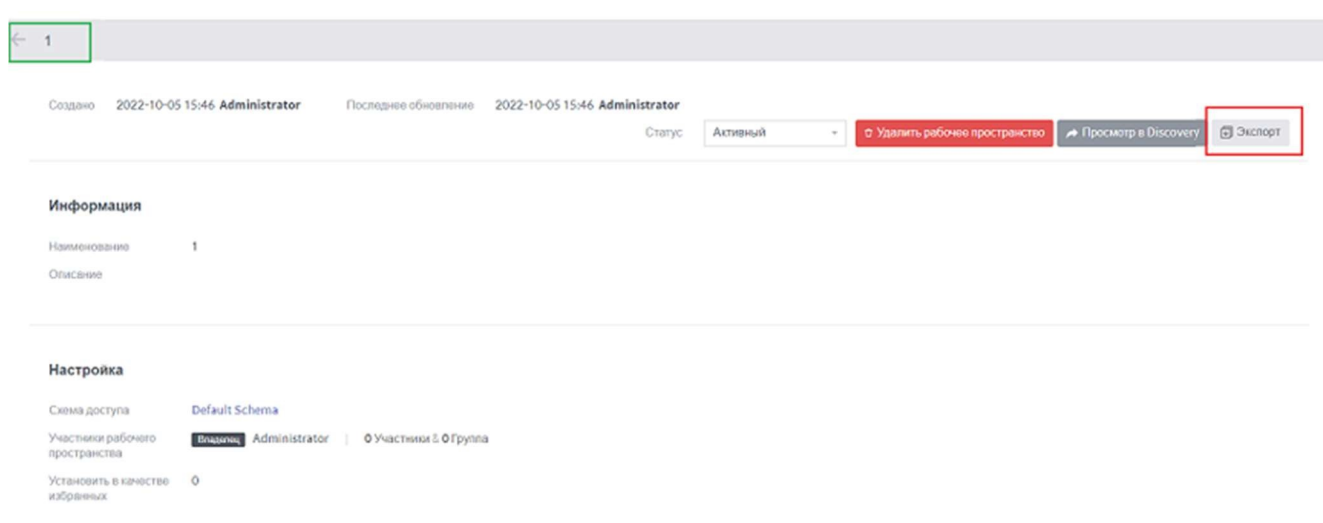 1
Создано 2022-10-05 15:46 Administrator Последнее обновление 2022-10-05 15:46 Administrator
Статус Активный Удалить рабочее пространство Просмотр в Discovery Экспорт
Информация
Наименование 1
Описание
Настройка
Схема доступа Default Schema
Участники рабочего Владелец Administrator | 0 Участники & 0 Группа
пространства
Установить в качестве 0
избранных